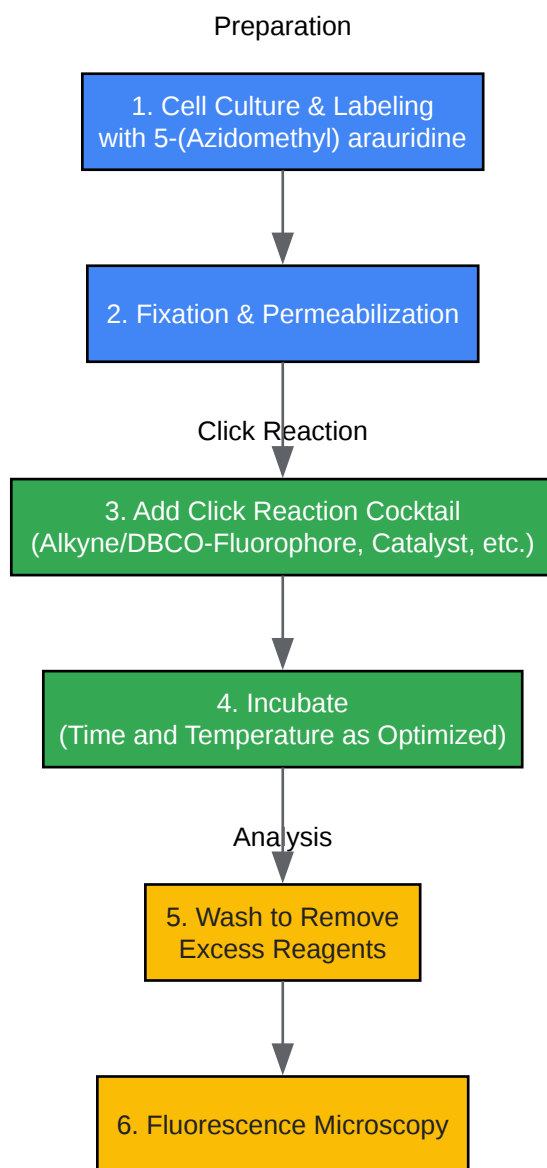 Preparation
1. Cell Culture & Labeling
with 5-(Azidomethyl) arauridine
2. Fixation & Permeabilization
Click Reaction
3. Add Click Reaction Cocktail
(Alkyne/DBCO-Fluorophore, Catalyst, etc.)
4. Incubate
(Time and Temperature as Optimized)
Analysis
5. Wash to Remove
Excess Reagents
6. Fluorescence Microscopy